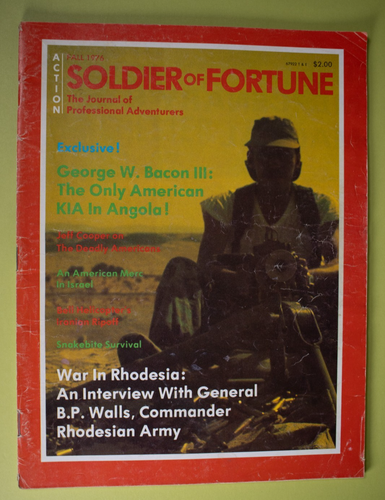 ACTION
FALL 1976
$2.00
SOLDIER OF FORTUNE
The Journal of
Professional Adventurers
Exclusive!
George W. Bacon III:
The Only American
KIA In Angola!
Jeff Cooper on
The Deadly American
An American Merc
in Israel
Snakebite Survival
War In Rhodesia:
An Interview With General
B.P. Walls, Commander
Rhodesian Army